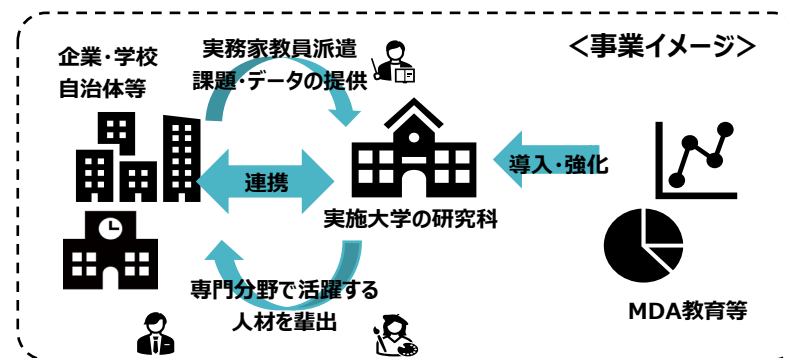 ＜事業イメージ＞
企業・学校
自治体等
実務家教員派遣
課題・データの提供
連携
実施大学の研究科
導入・強化
専門分野で活躍する
人材を輩出
MDA教育等